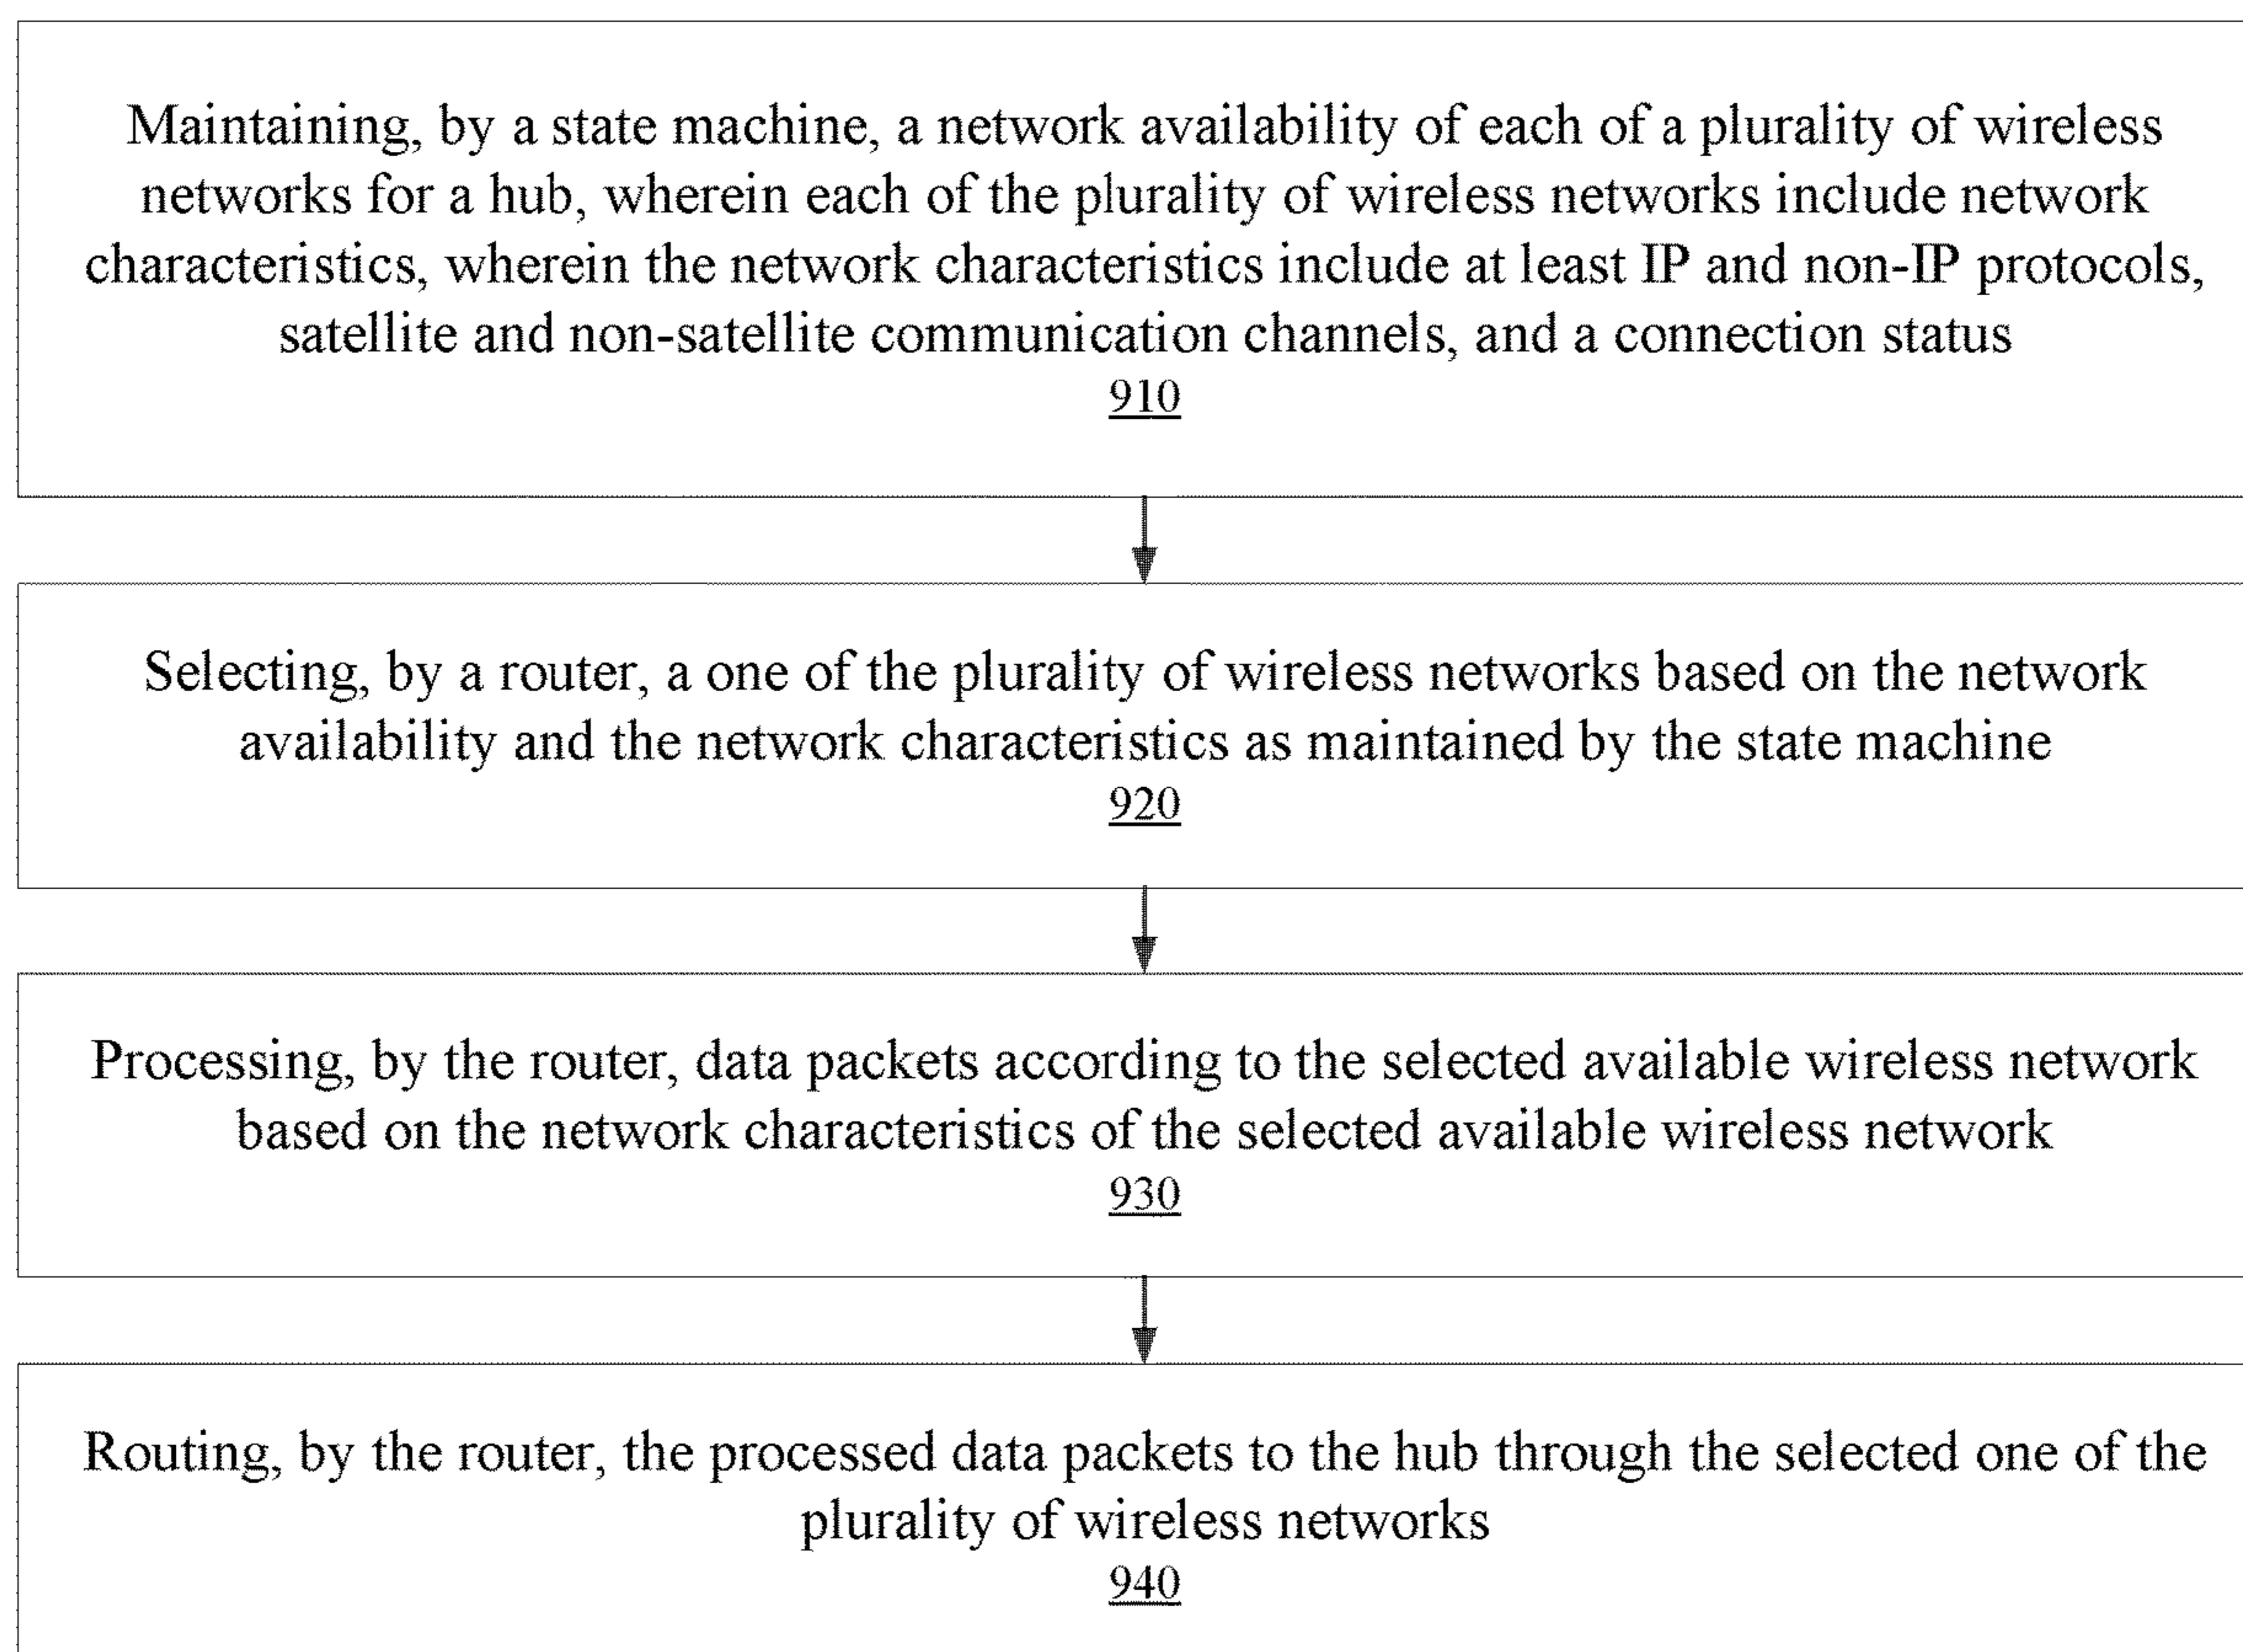 Maintaining, by a state machine, a network availability of each of a plurality of wireless
networks for a hub, wherein each of the plurality of wireless networks include network
characteristics, wherein the network characteristics include at least IP and non-IP protocols,
satellite and non-satellite communication channels, and a connection status
910
Selecting, by a router, a one of the plurality of wireless networks based on the network
availability and the network characteristics as maintained by the state machine
920
Processing, by the router, data packets according to the selected available wireless network
based on the network characteristics of the selected available wireless network
930
Routing, by the router, the processed data packets to the hub through the selected one of the
plurality of wireless networks
940